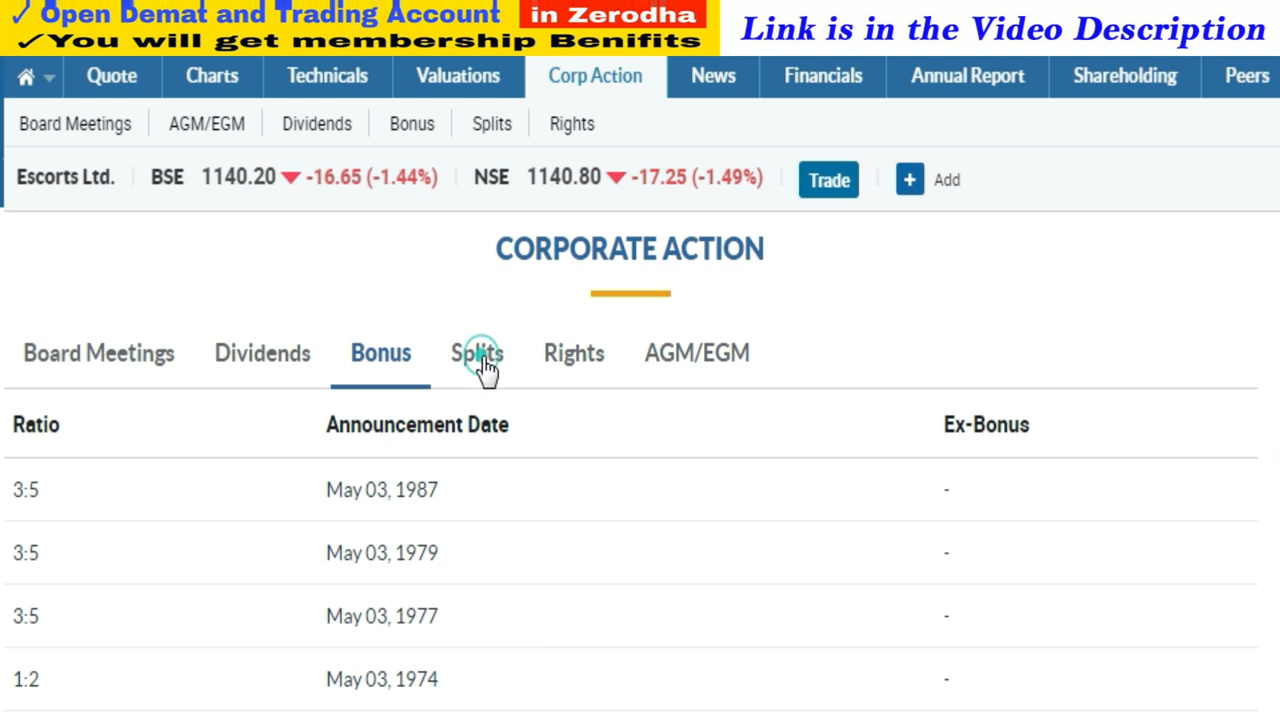 ✓ Open Demat and Trading Account in Zerodha
✓You will get membership Benifits
Link is in the Video Description
Quote Charts Technicals Valuations Corp Action News Financials Annual Report Shareholding Peers
Board Meetings AGM/EGM Dividends Bonus Splits Rights
Escorts Ltd. BSE 1140.20 -16.65 (-1.44%) NSE 1140.80 -17.25 (-1.49%) Trade + Add
CORPORATE ACTION
Board Meetings Dividends Bonus Splits Rights AGM/EGM
Ratio Announcement Date Ex-Bonus
3:5 May 03, 1987 -
3:5 May 03, 1979 -
3:5 May 03, 1977 -
1:2 May 03, 1974 -